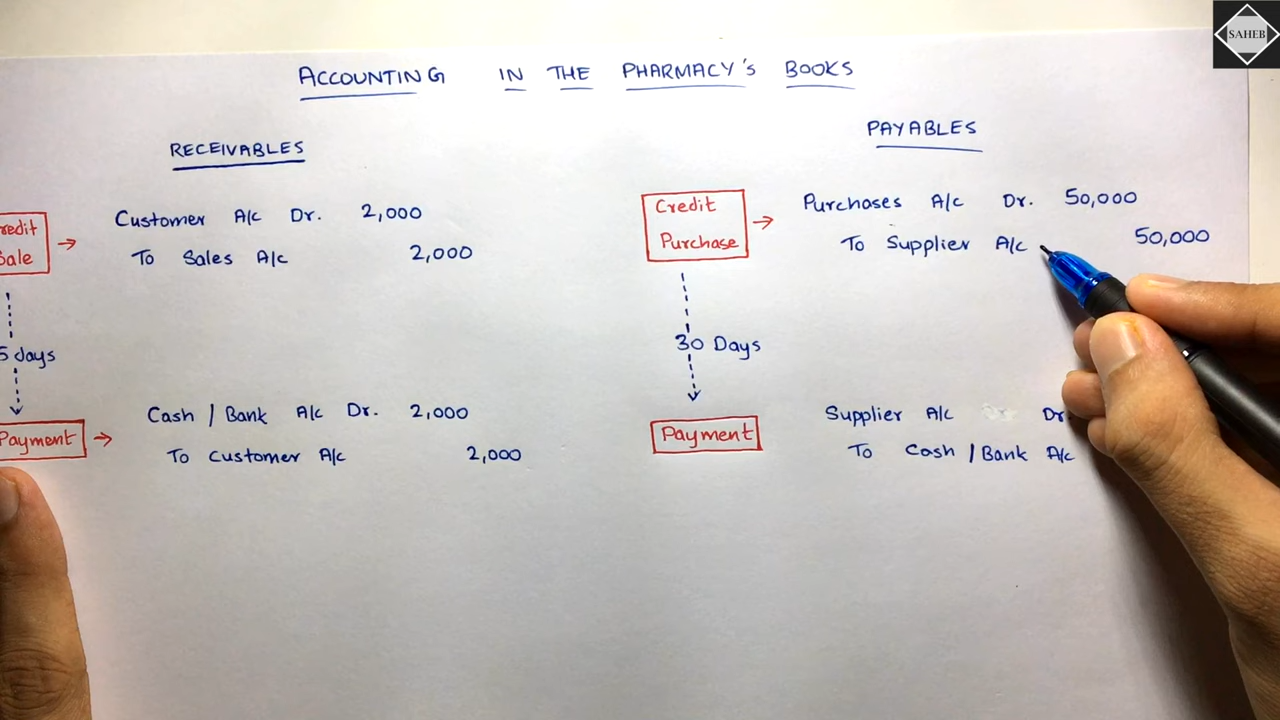 SAHEB
ACCOUNTING IN THE PHARMACY'S BOOKS
RECEIVABLES
Customer A/c Dr. 2,000
To Sales A/c 2,000
5 days
Payment
Cash / Bank A/c Dr. 2,000
To Customer A/c 2,000
PAYABLES
Credit
Purchase
Purchases A/c Dr. 50,000
To Supplier A/c 50,000
30 Days
Payment
Supplier A/c Dr.
To Cash / Bank A/c